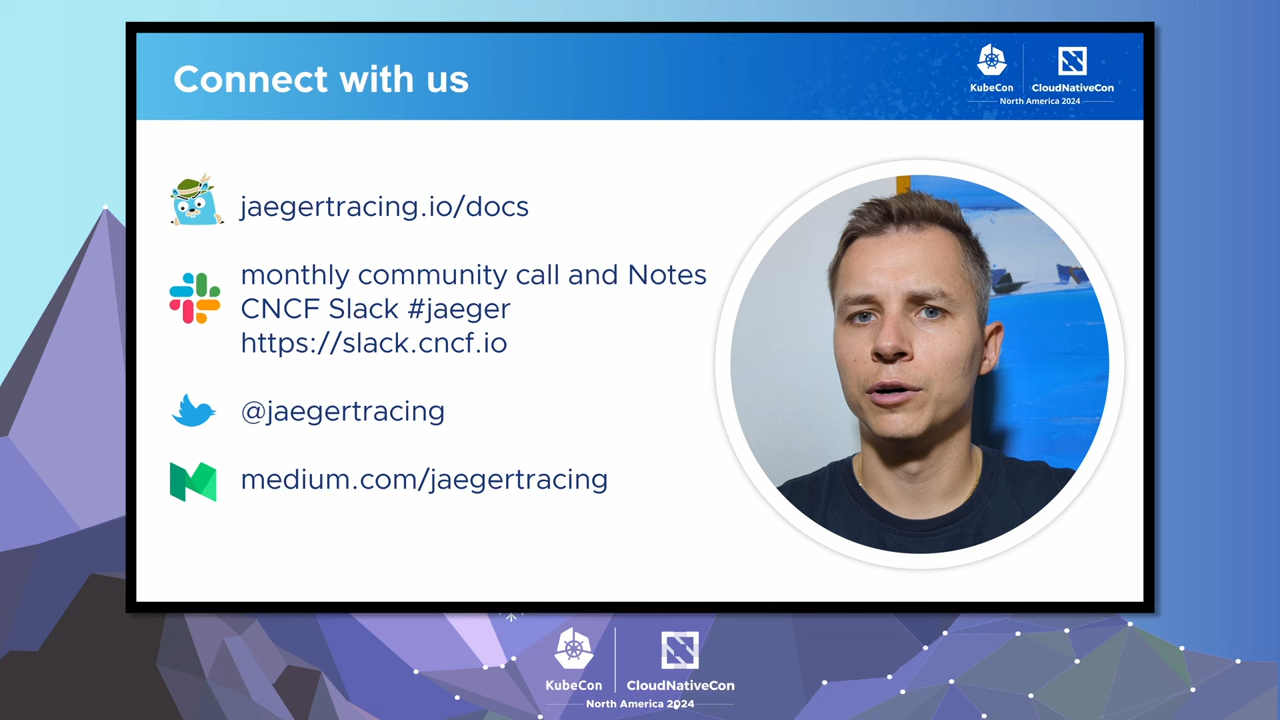 Connect with us
KubeCon
CloudNativeCon
North America 2024
jaegertracing.io/docs
monthly community call and Notes
CNCF Slack #jaeger
https://slack.cncf.io
@jaegertracing
medium.com/jaegertracing
KubeCon
CloudNativeCon
North America 2024